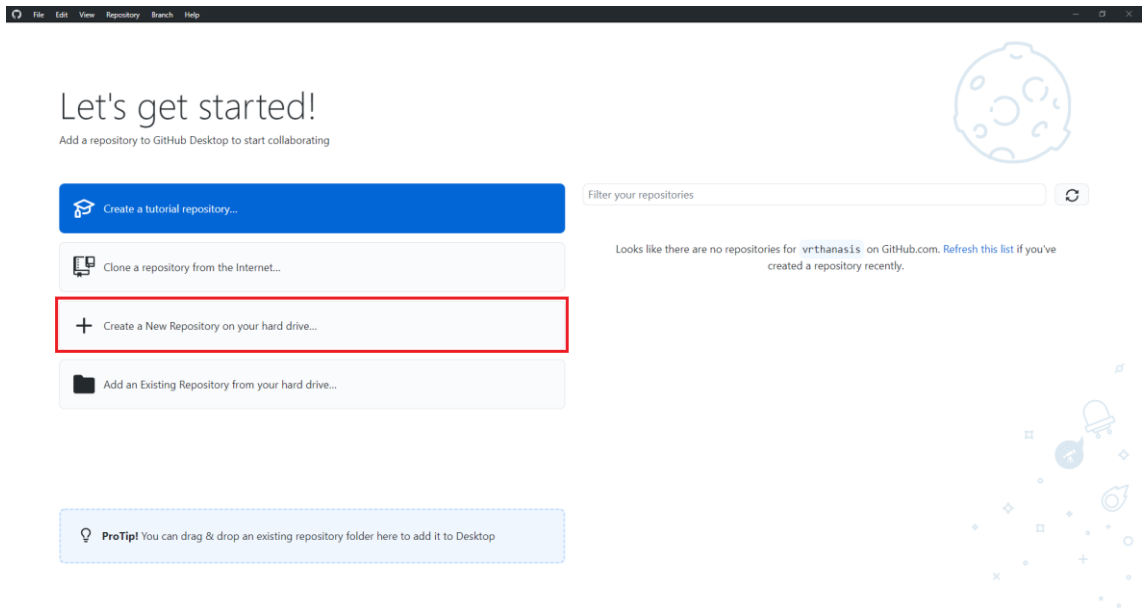 File Edit View Repository Branch Help
Let's get started!
Add a repository to GitHub Desktop to start collaborating
Create a tutorial repository...
Clone a repository from the Internet...
Create a New Repository on your hard drive...
Add an Existing Repository from your hard drive...
ProTip! You can drag & drop an existing repository folder here to add it to Desktop
Filter your repositories
Looks like there are no repositories for vrthanasis on GitHub.com. Refresh this list if you've
created a repository recently.